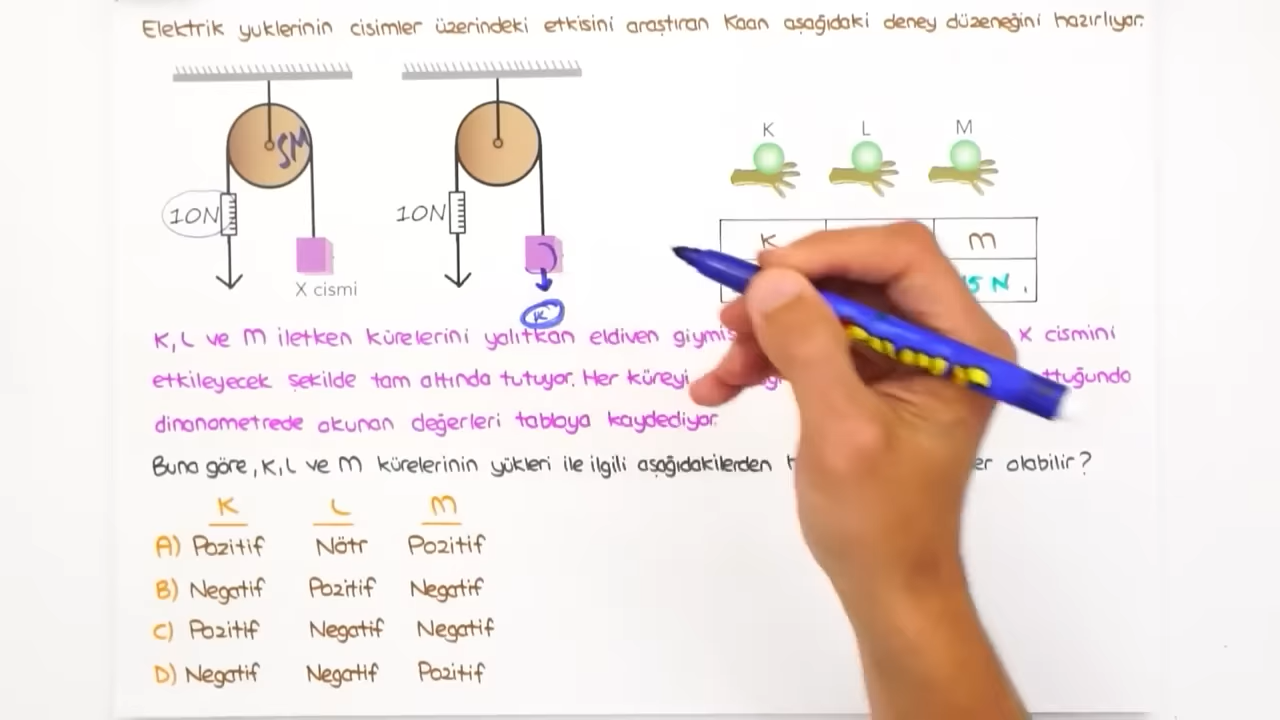 Elektrik yuklerinin cisimler üzerindeki etkisini araştıran Kaan aşağıdaki deney düzeneğini hazırlıyor.
SM
K L M
10N 10N
K m
X cismi
15 N.
K
K, L ve M iletken kürelerini yalıtkan eldiven giymiş X cismini
etkileyecek şekilde tam altında tutuyor. Her küreyi ttuğunda
dinanometrede okunan değerleri tabloya kaydediyor.
Buna göre, K, L ve M kürelerinin yükleri ile ilgili aşağıdakilerden olabilir?
K L M
A) Pozitif Nötr Pozitif
B) Negatif Pozitif Negatif
C) Pozitif Negatif Negatif
D) Negatif Negatif Pozitif